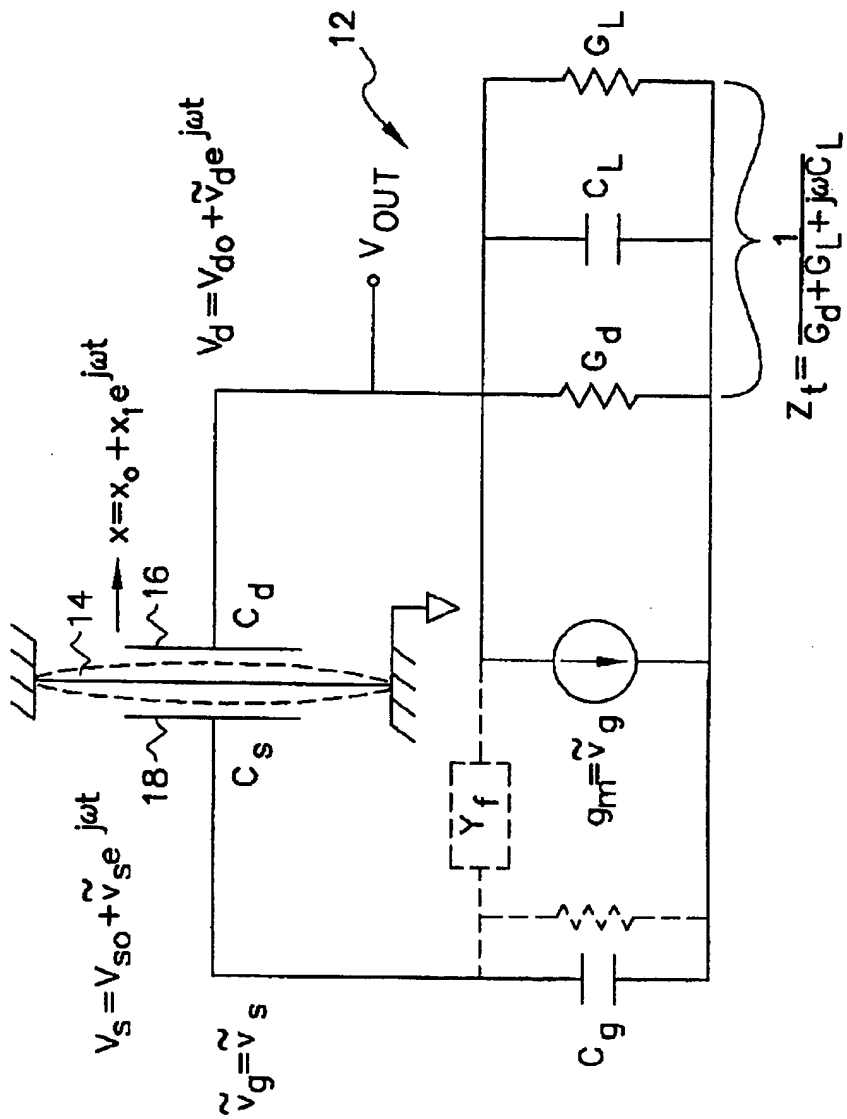 12
V_d=V_do+ṽ_d e^jωt
V_OUT
x=x_o+x_1 e^jωt
14
16
18
C_d
C_s
V_s=V_so+ṽ_s e^jωt
ṽ_g=ṽ_s
Y_f
g_m=ṽ_g
C_g
G_d
C_L
G_L
Z_t=1/(G_d+G_L+jωC_L)